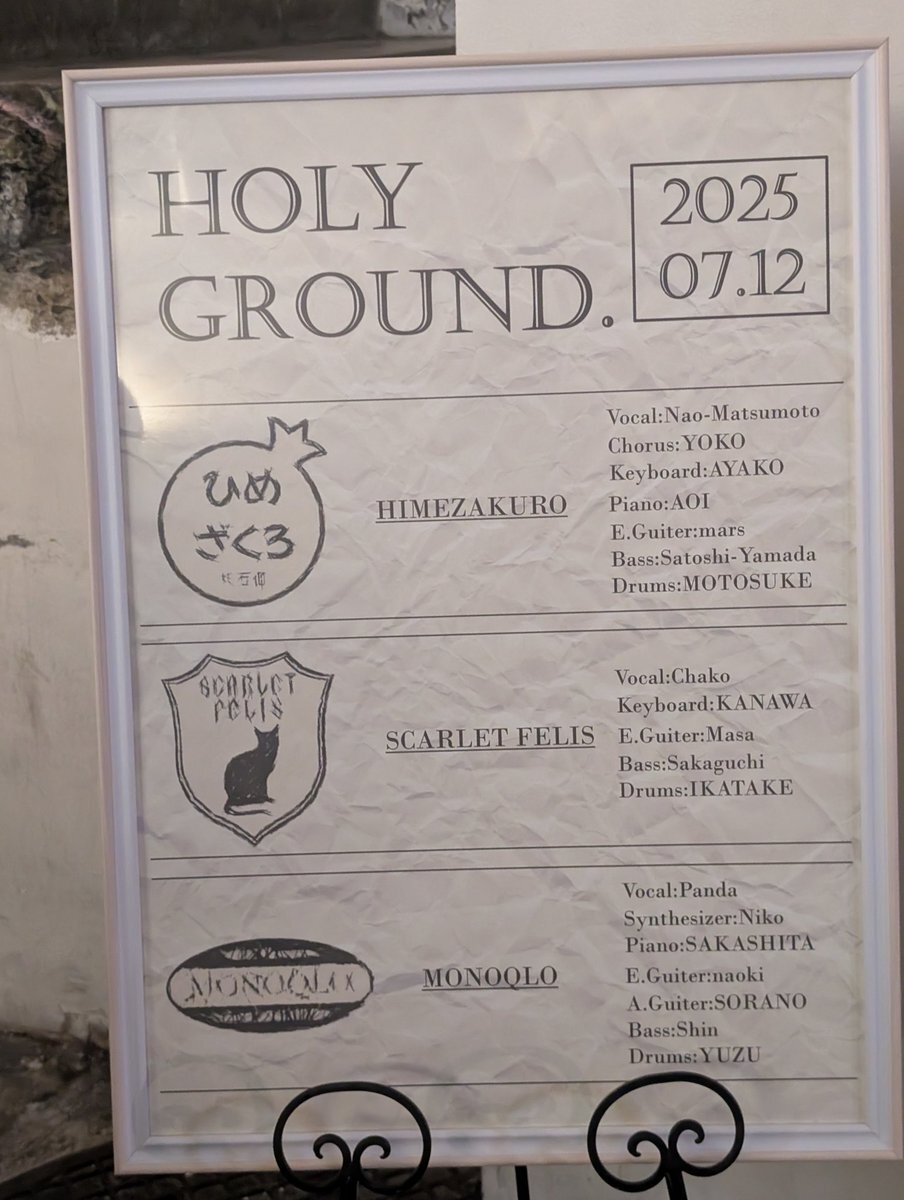 HOLY
GROUND.
2025
07.12
ひめ
ざくろ
HIMEZAKURO
Vocal:Nao-Matsumoto
Chorus:YOKO
Keyboard:AYAKO
Piano:AOI
E.Guiter:mars
Bass:Satoshi-Yamada
Drums:MOTOSUKE
SCARLET
FELIS
SCARLET FELIS
Vocal:Chako
Keyboard:KANAWA
E.Guiter:Masa
Bass:Sakaguchi
Drums:IKATAKE
MONOQLO
MONOQLO
Vocal:Panda
Synthesizer:Niko
Piano:SAKASHITA
E.Guiter:naoki
A.Guiter:SORANO
Bass:Shin
Drums:YUZU